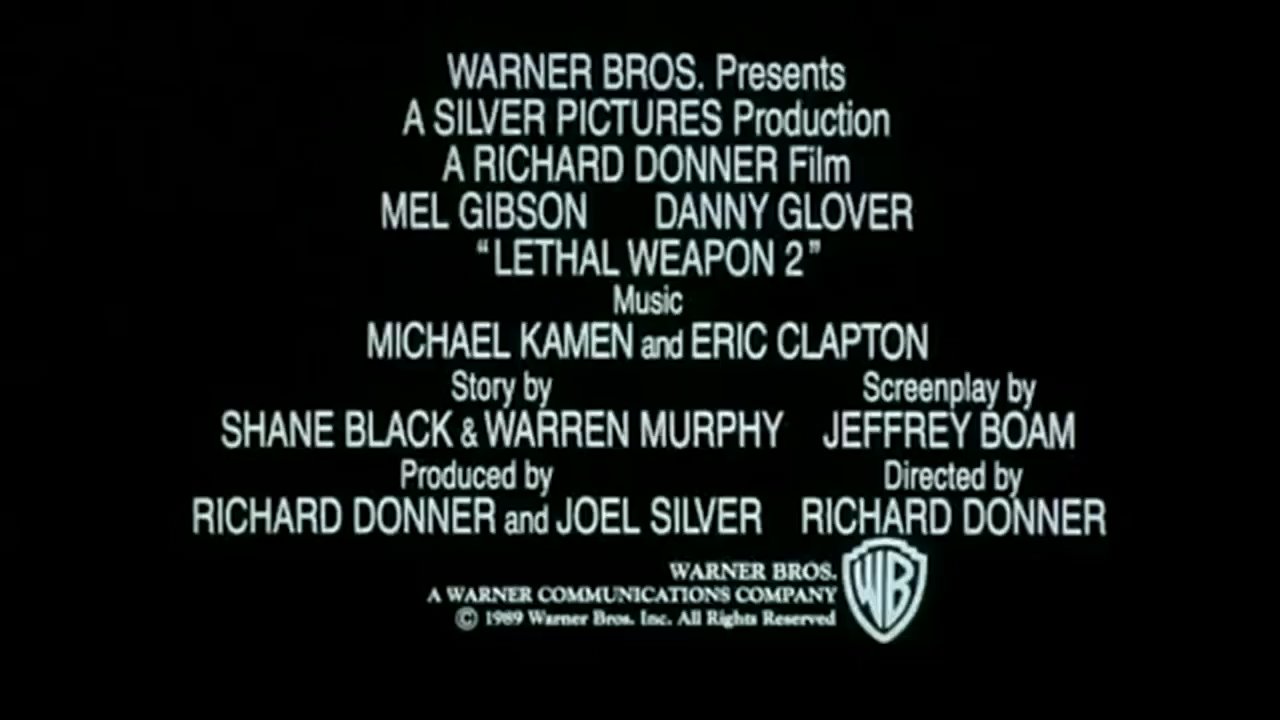 WARNER BROS. Presents
A SILVER PICTURES Production
A RICHARD DONNER Film
MEL GIBSON DANNY GLOVER
"LETHAL WEAPON 2"
Music
MICHAEL KAMEN and ERIC CLAPTON
Story by Screenplay by
SHANE BLACK & WARREN MURPHY JEFFREY BOAM
Produced by Directed by
RICHARD DONNER and JOEL SILVER RICHARD DONNER
WARNER BROS.
A WARNER COMMUNICATIONS COMPANY
© 1989 Warner Bros. Inc. All Rights Reserved
WB